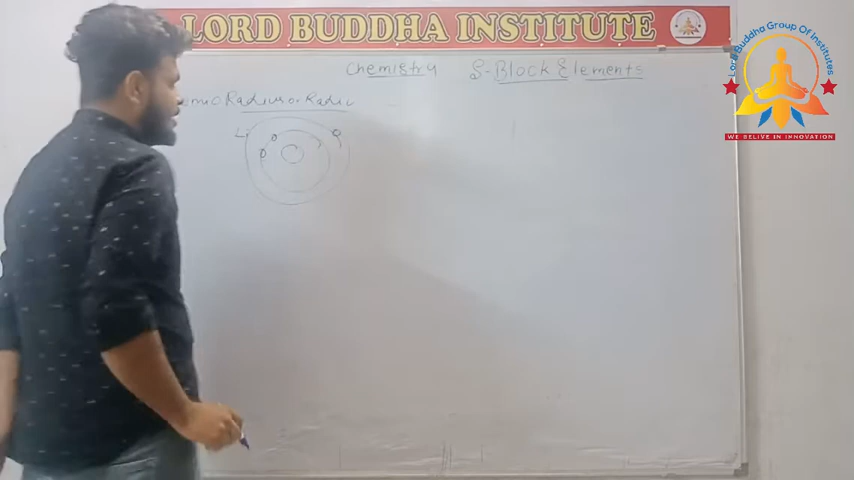 LORD BUDDHA INSTITUTE
Lord Buddha Group Of Institutes
WE BELIVE IN INNOVATION
Chemistry S-Block Elements
Radius or Radii
Li